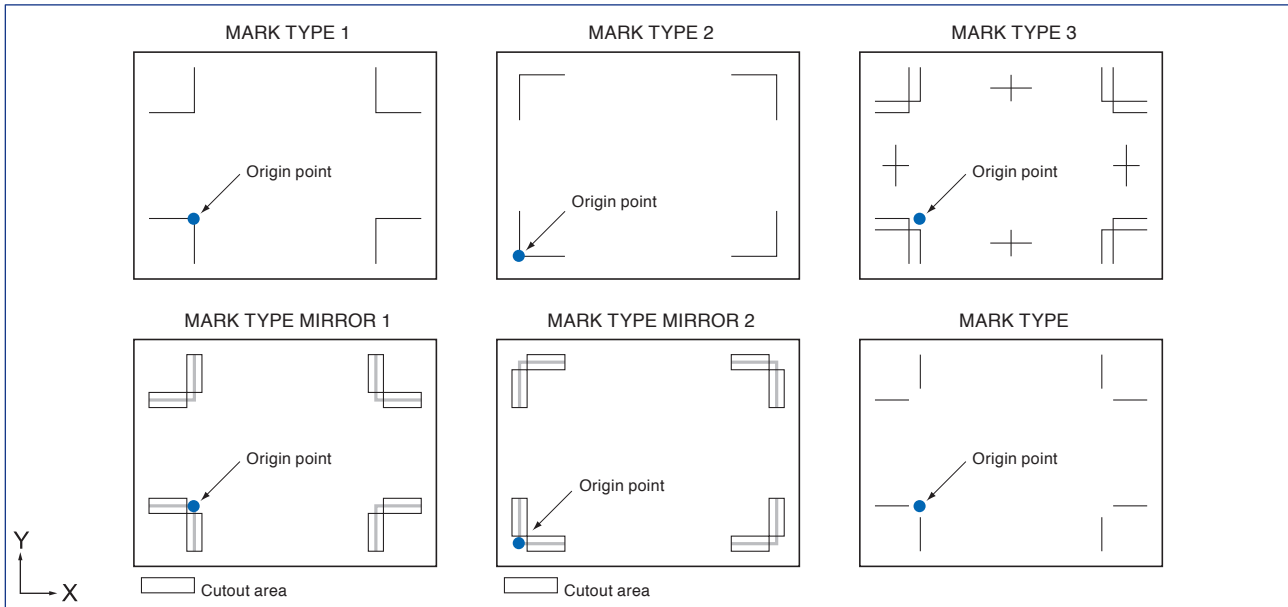 MARK TYPE 1
MARK TYPE 2
MARK TYPE 3
Origin point
Origin point
Origin point
MARK TYPE MIRROR 1
MARK TYPE MIRROR 2
MARK TYPE
Origin point
Origin point
Origin point
Y
X
Cutout area
Cutout area